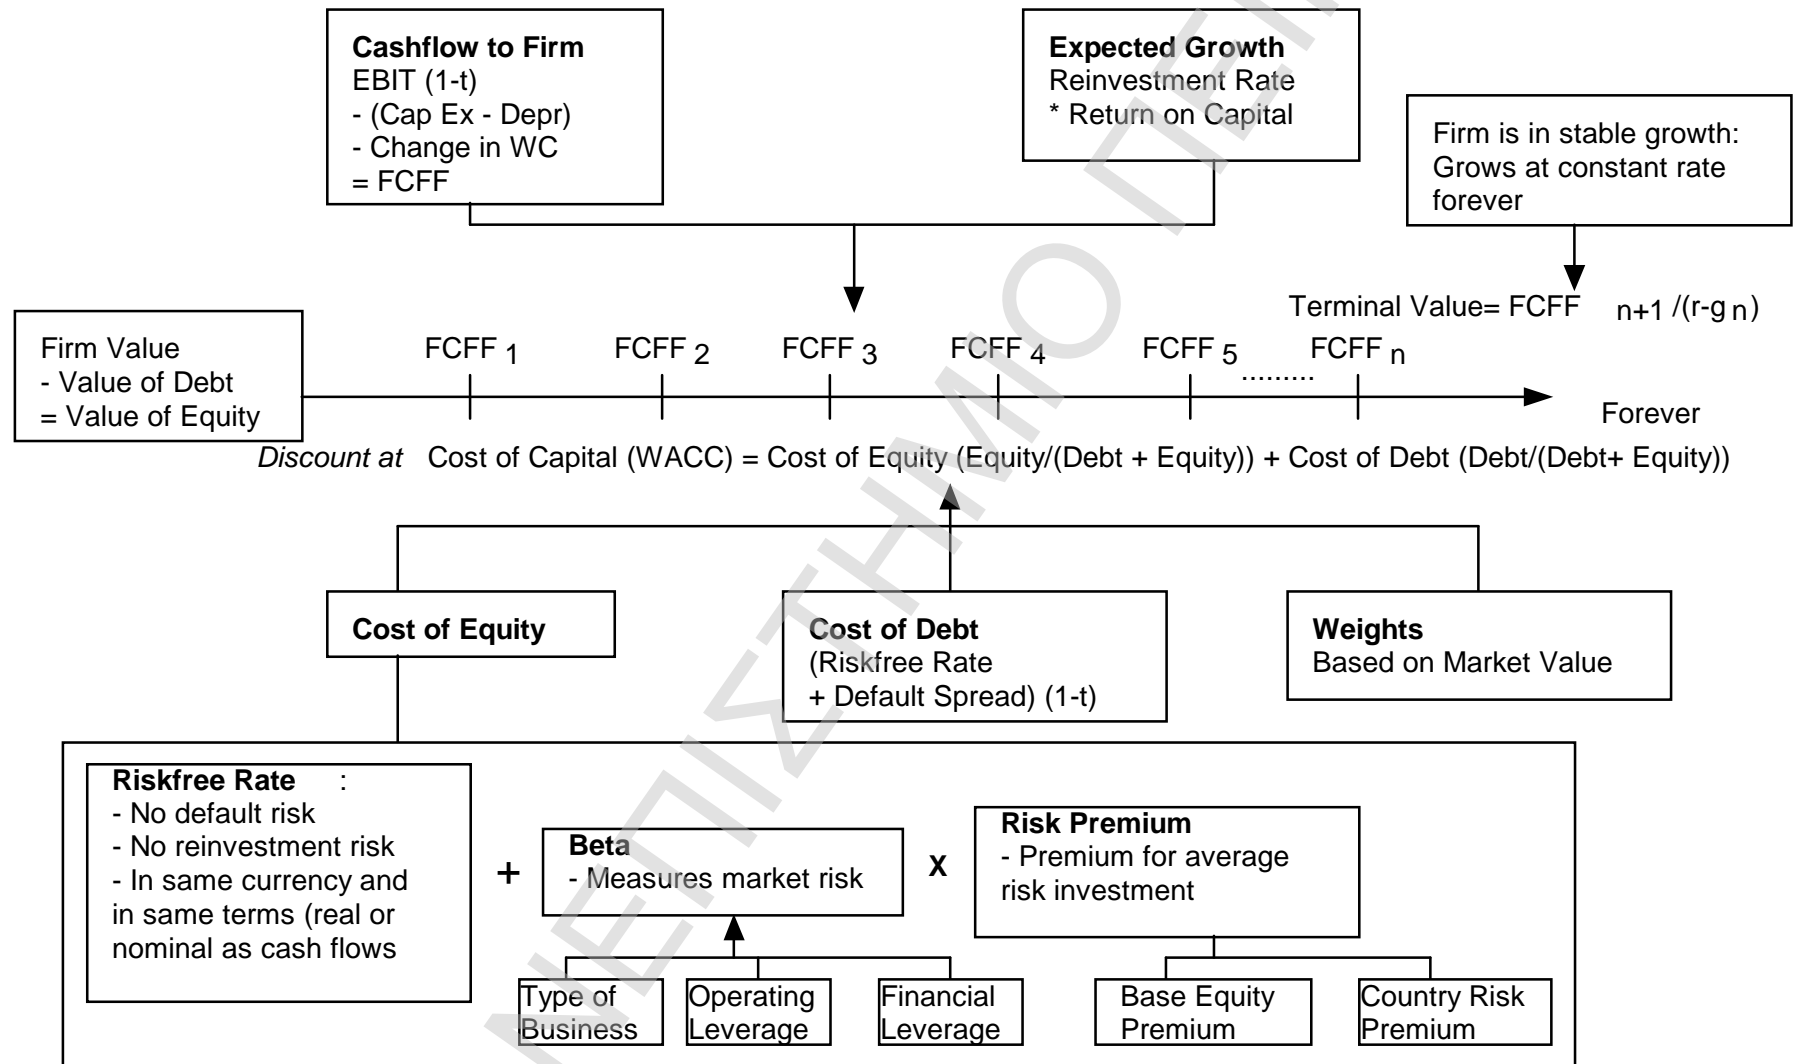 Cashflow to Firm
EBIT (1-t)
- (Cap Ex - Depr)
- Change in WC
= FCFF
Expected Growth
Reinvestment Rate
* Return on Capital
Firm is in stable growth:
Grows at constant rate
forever
Terminal Value= FCFF n+1 /(r-g n)
Firm Value
- Value of Debt
= Value of Equity
FCFF 1 FCFF 2 FCFF 3 FCFF 4 FCFF 5 ......... FCFF n
Forever
Discount at Cost of Capital (WACC) = Cost of Equity (Equity/(Debt + Equity)) + Cost of Debt (Debt/(Debt+ Equity))
Cost of Equity
Cost of Debt
(Riskfree Rate
+ Default Spread) (1-t)
Weights
Based on Market Value
Riskfree Rate :
- No default risk
- No reinvestment risk
- In same currency and
in same terms (real or
nominal as cash flows
+
Beta
- Measures market risk
X
Risk Premium
- Premium for average
risk investment
Type of
Business
Operating
Leverage
Financial
Leverage
Base Equity
Premium
Country Risk
Premium
ΝΕΠΙΣΤΗΜΙΟ ΠΕΙ